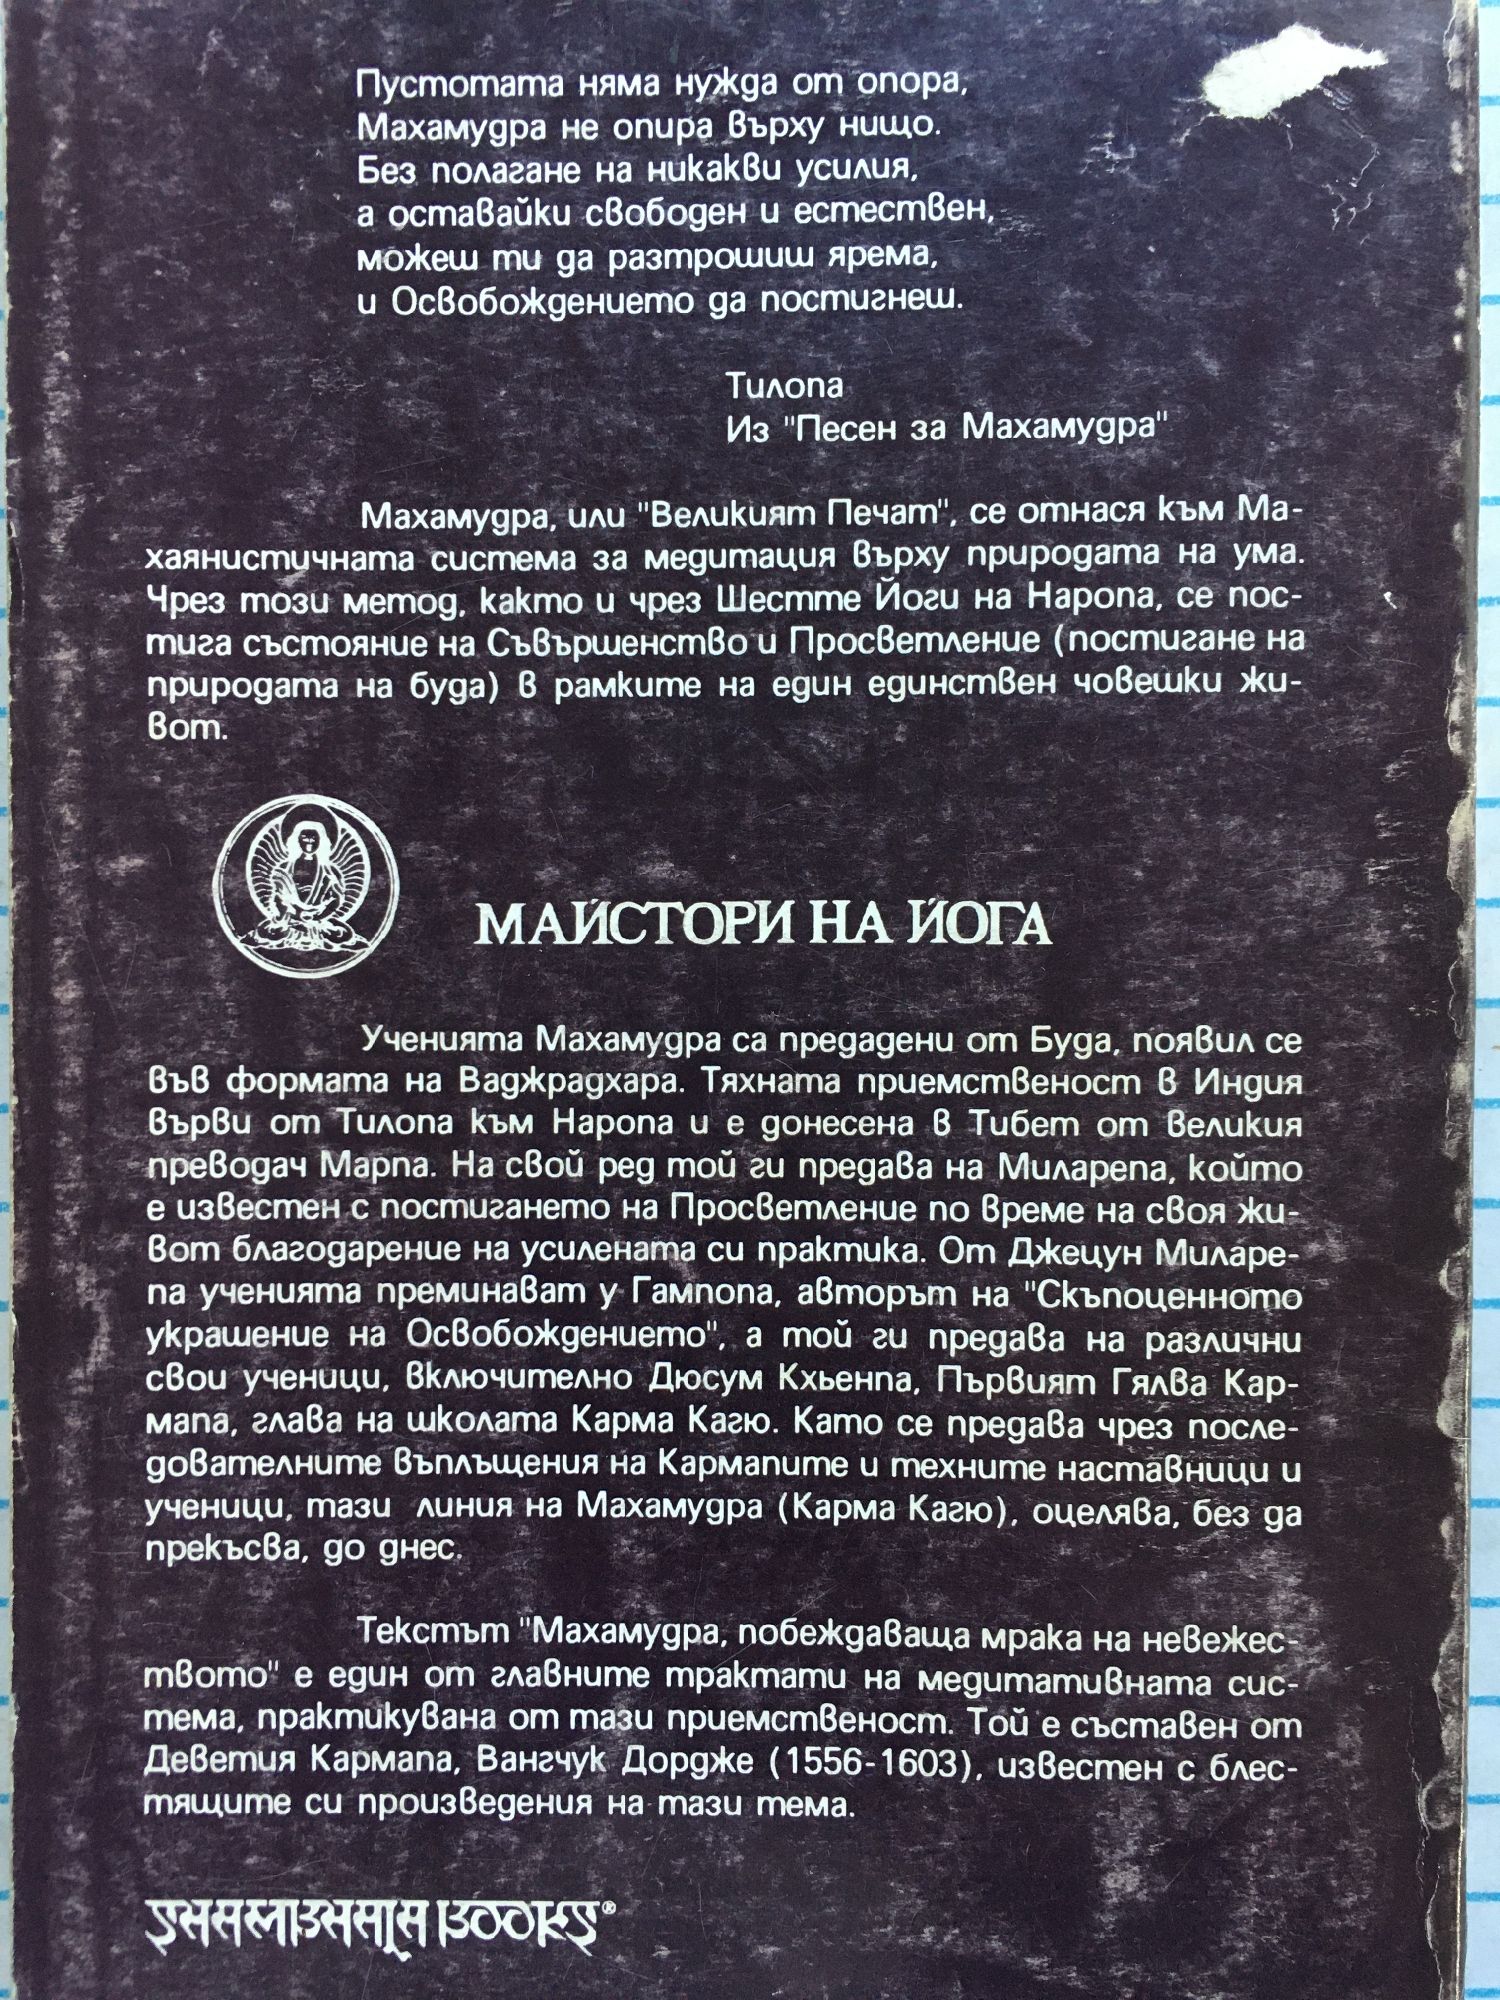 Пустотата няма нужда от опора,
Махамудра не опира върху нищо.
Без полагане на никакви усилия,
а оставайки свободен и естествен,
можеш ти да разтрошиш ярема,
и Освобождението да постигнеш.
Тилопа
Из "Песен за Махамудра"
Махамудра, или "Великият Печат", се отнася към Ма-
хаянистичната система за медитация върху природата на ума.
Чрез този метод, както и чрез Шестте Йоги на Наропа, се пос-
тига състояние на Съвършенство и Просветление (постигане на
природата на буда) в рамките на един единствен човешки жи-
вот.
МАЙСТОРИ НА ЙОГА
Ученията Махамудра са предадени от Буда, появил се
във формата на Ваджрадхара. Тяхната приемственост в Индия
върви от Тилопа към Наропа и е донесена в Тибет от великия
преводач Марпа. На свой ред той ги предава на Миларепа, който
е известен с постигането на Просветление по време на своя жи-
вот благодарение на усилената си практика. От Джецун Миларе-
па ученията преминават у Гампопа, авторът на "Скъпоценното
украшение на Освобождението", а той ги предава на различни
свои ученици, включително Дюсум Кхьенпа, Първият Гялва Кар-
мапа, глава на школата Карма Кагю. Като се предава чрез после-
дователните въплъщения на Кармапите и техните наставници и
ученици, тази линия на Махамудра (Карма Кагю), оцелява, без да
прекъсва, до днес.
Текстът "Махамудра, побеждаваща мрака на невежес-
твото" е един от главните трактати на медитативната сис-
тема, практикувана от тази приемственост. Той е съставен от
Деветия Кармапа, Вангчук Дордже (1556-1603), известен с блес-
тящите си произведения на тази тема.
BOOKS®